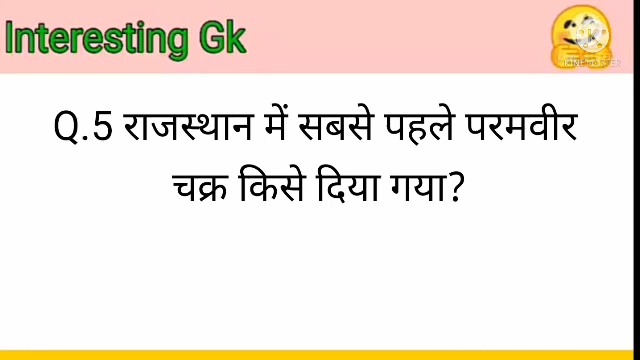 Interesting Gk
Q.5 राजस्थान में सबसे पहले परमवीर
चक्र किसे दिया गया?